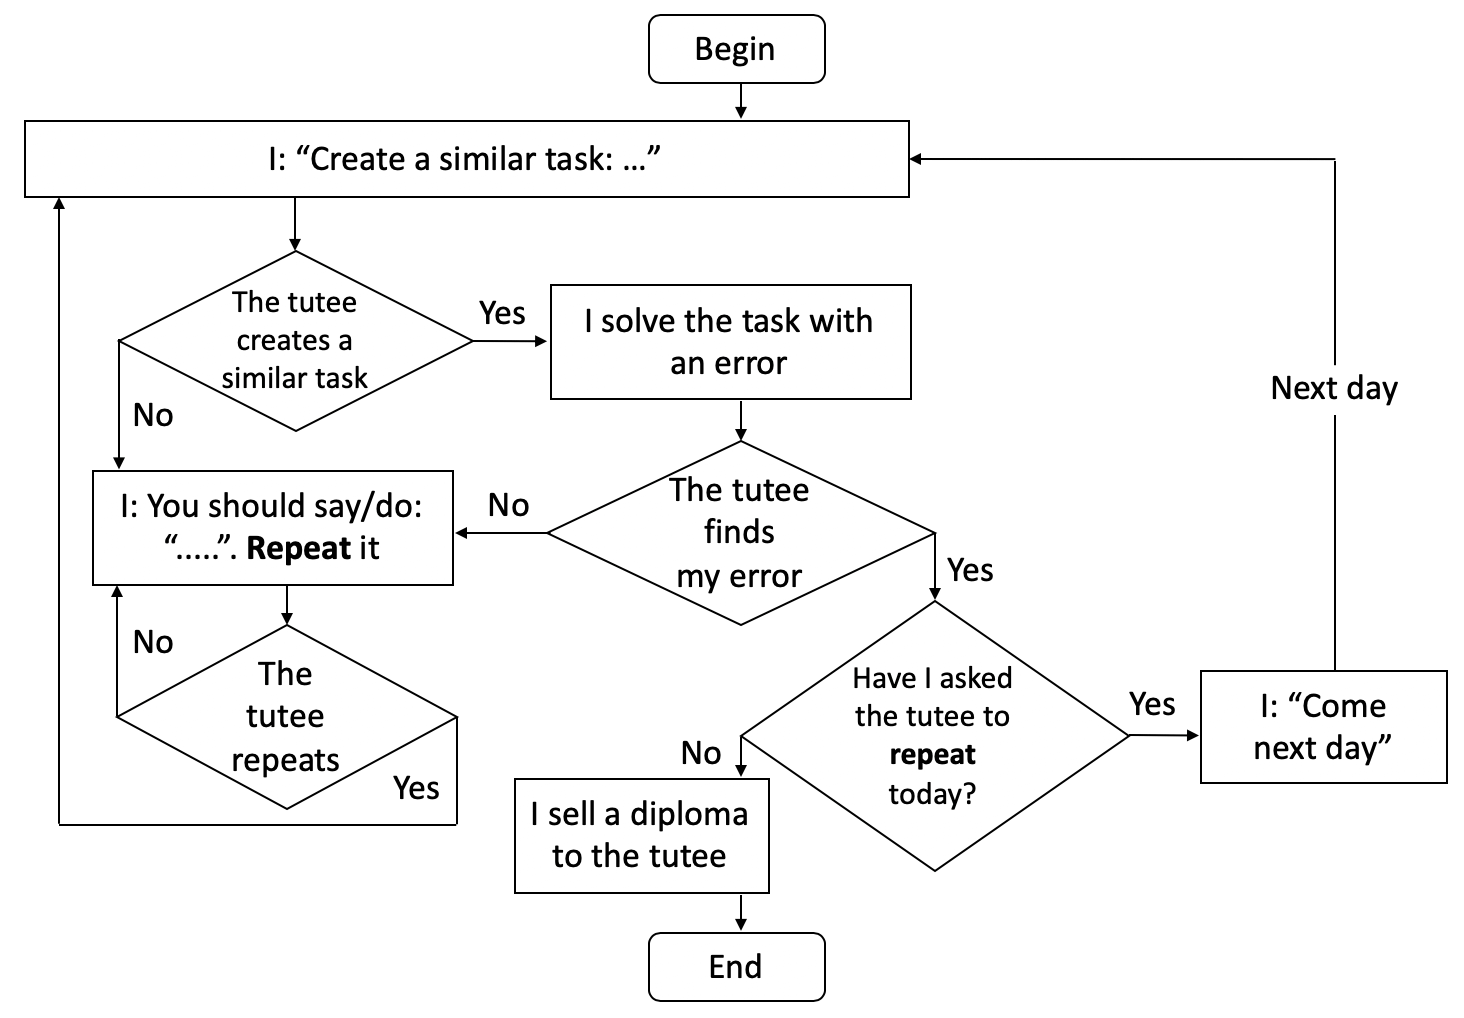 Begin
I: “Create a similar task: ...”
The tutee
creates a
similar task
Yes
I solve the task with
an error
No
Next day
I: You should say/do:
“.....”. Repeat it
No
The tutee
finds
my error
Yes
No
The
tutee
repeats
Yes
Have I asked
the tutee to
repeat
today?
Yes
I: “Come
next day”
No
I sell a diploma
to the tutee
End